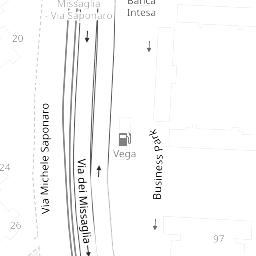 Missaglia
- Via Saponaro
Banca
Intesa
20
Via Michele Saponaro
Via dei Missaglia
Vega
Business Park
24
26
97